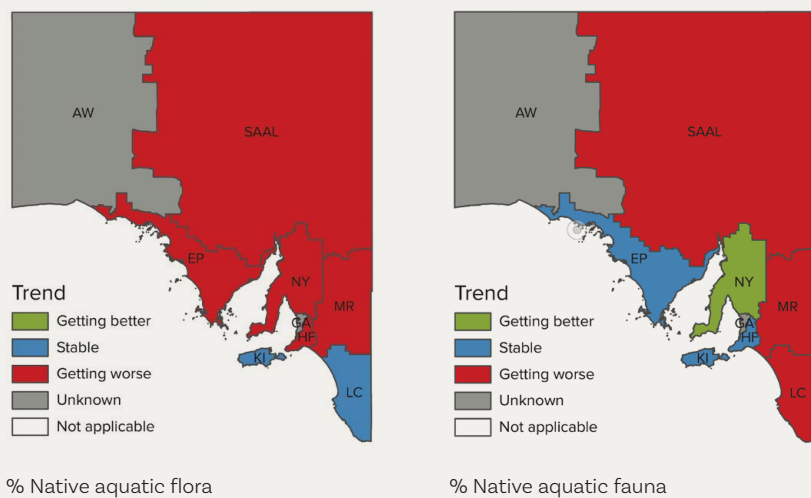 AW
SAAL
EP
NY
MR
GA
HF
KI
LC
Trend
Getting better
Stable
Getting worse
Unknown
Not applicable
% Native aquatic flora
AW
SAAL
EP
NY
MR
GA
HF
KI
LC
Trend
Getting better
Stable
Getting worse
Unknown
Not applicable
% Native aquatic fauna